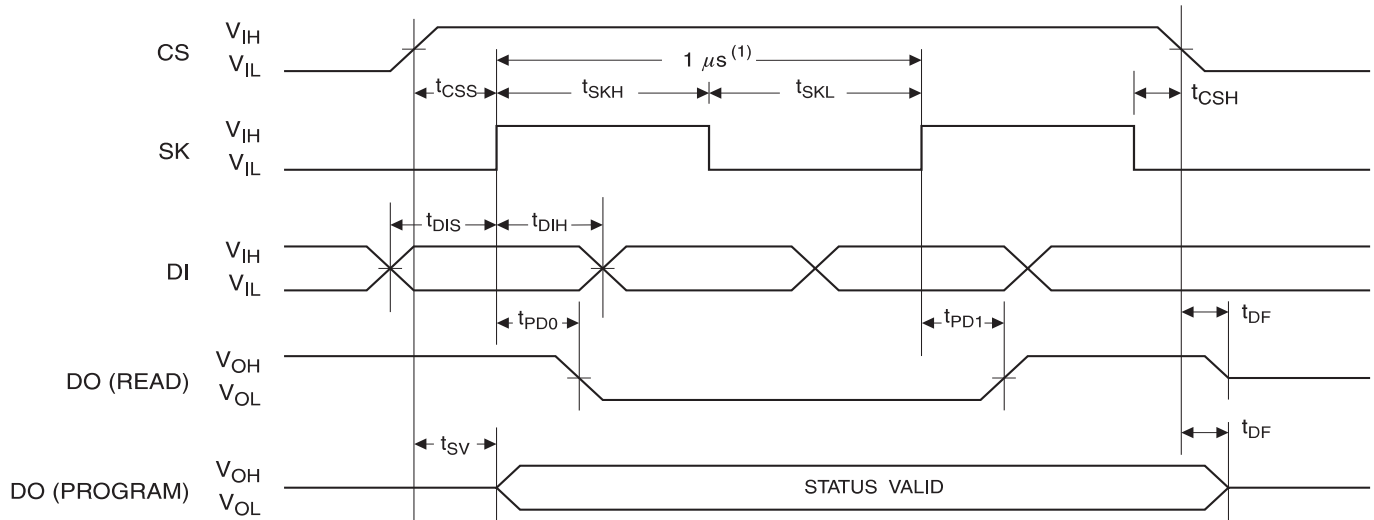 CS
VIH
VIL
1 μs (1)
tCSS
tSKH
tSKL
tCSH
SK
VIH
VIL
tDIS
tDIH
DI
VIH
VIL
tPD0
tPD1
tDF
DO (READ)
VOH
VOL
tSV
tDF
DO (PROGRAM)
VOH
VOL
STATUS VALID